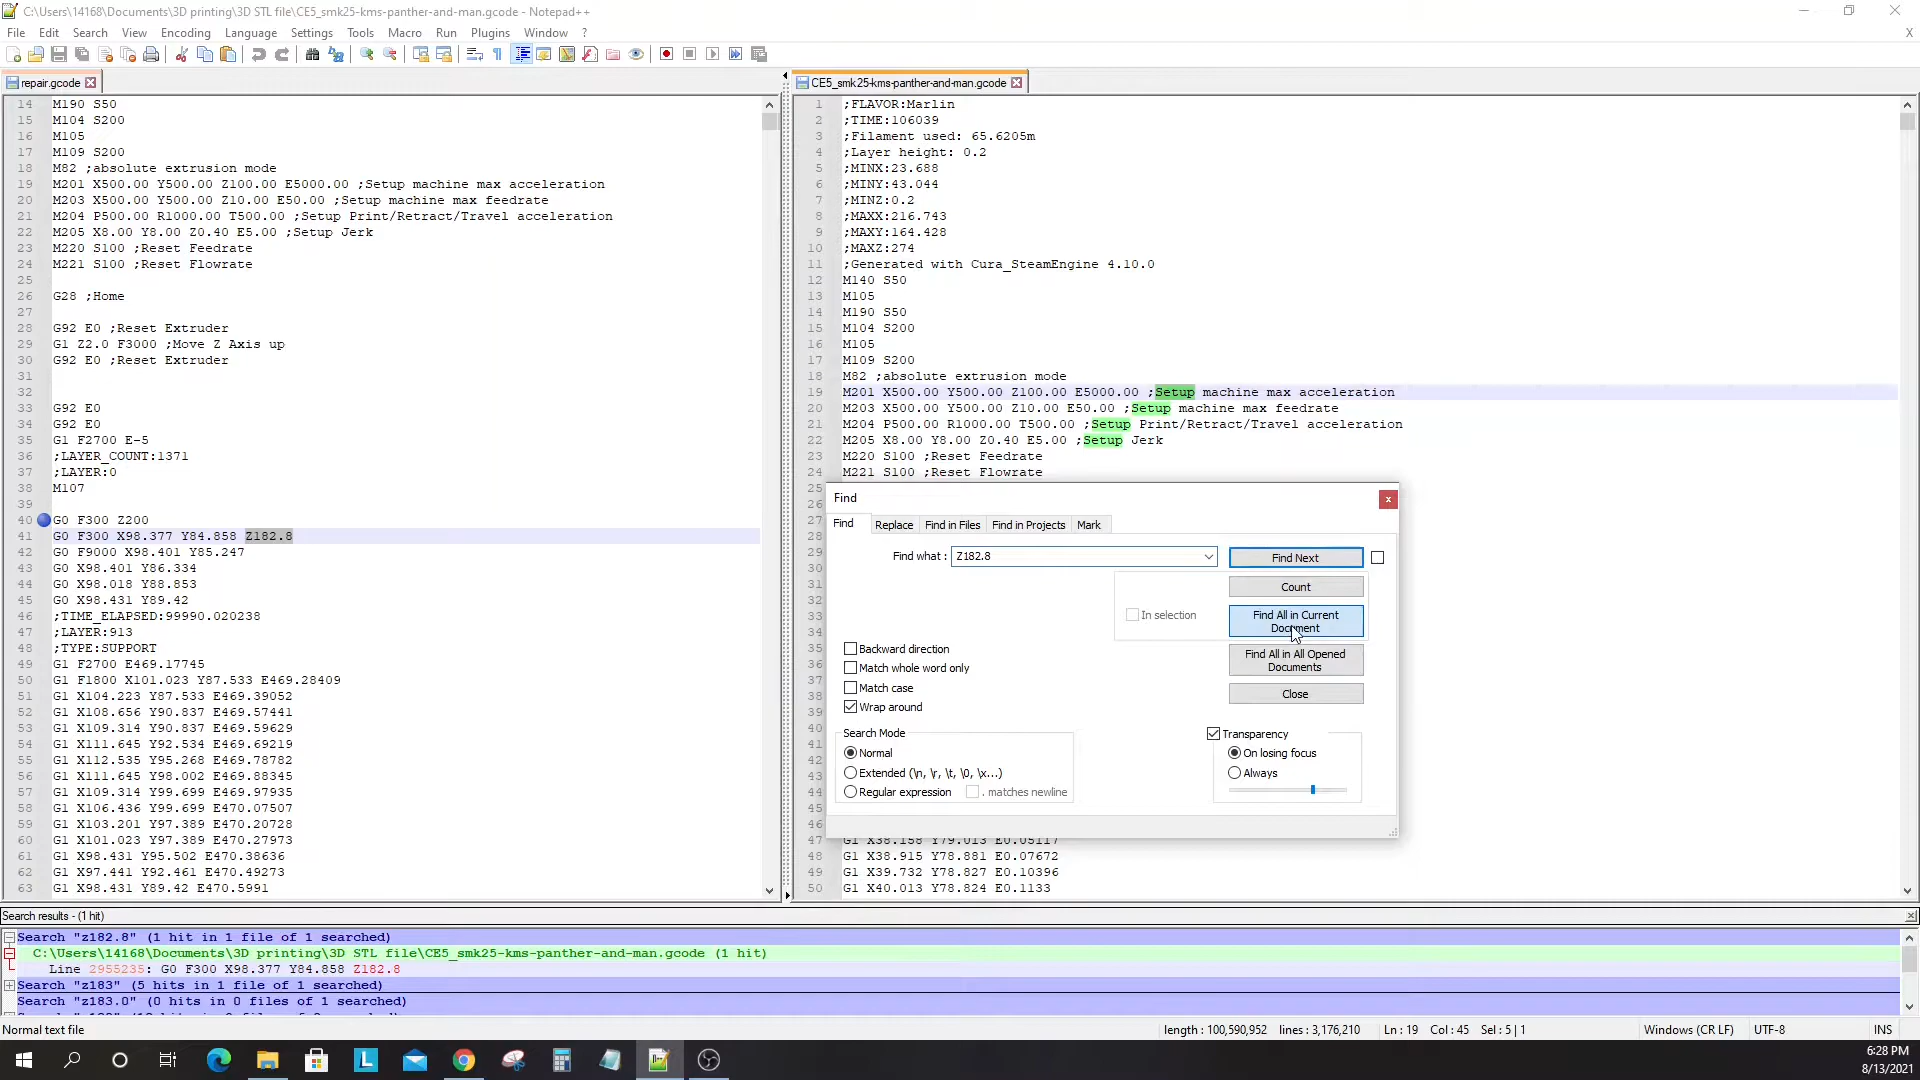 C:\Users\14168\Documents\3D printing\3D STL file\CE5_smk25-kms-panther-and-man.gcode - Notepad++
File Edit Search View Encoding Language Settings Tools Macro Run Plugins Window ? X
repair.gcode
14 M190 S50
15 M104 S200
16 M105
17 M109 S200
18 M82 ;absolute extrusion mode
19 M201 X500.00 Y500.00 Z100.00 E5000.00 ;Setup machine max acceleration
20 M203 X500.00 Y500.00 Z10.00 E50.00 ;Setup machine max feedrate
21 M204 P500.00 R1000.00 T500.00 ;Setup Print/Retract/Travel acceleration
22 M205 X8.00 Y8.00 Z0.40 E5.00 ;Setup Jerk
23 M220 S100 ;Reset Feedrate
24 M221 S100 ;Reset Flowrate
25
26 G28 ;Home
27
28 G92 E0 ;Reset Extruder
29 G1 Z2.0 F3000 ;Move Z Axis up
30 G92 E0 ;Reset Extruder
31
32
33 G92 E0
34 G92 E0
35 G1 F2700 E-5
36 ;LAYER_COUNT:1371
37 ;LAYER:0
38 M107
39
40 G0 F300 Z200
41 G0 F300 X98.377 Y84.858 Z182.8
42 G0 F9000 X98.401 Y85.247
43 G0 X98.401 Y86.334
44 G0 X98.018 Y88.853
45 G0 X98.431 Y89.42
46 ;TIME_ELAPSED:99990.020238
47 ;LAYER:913
48 ;TYPE:SUPPORT
49 G1 F2700 E469.17745
50 G1 F1800 X101.023 Y87.533 E469.28409
51 G1 X104.223 Y87.533 E469.39052
52 G1 X108.656 Y90.837 E469.57441
53 G1 X109.314 Y90.837 E469.59629
54 G1 X111.645 Y92.534 E469.69219
55 G1 X112.535 Y95.268 E469.78782
56 G1 X111.645 Y98.002 E469.88345
57 G1 X109.314 Y99.699 E469.97935
58 G1 X106.436 Y99.699 E470.07507
59 G1 X103.201 Y97.389 E470.20728
60 G1 X101.023 Y97.389 E470.27973
61 G1 X98.431 Y95.502 E470.38636
62 G1 X97.441 Y92.461 E470.49273
63 G1 X98.431 Y89.42 E470.5991
CE5_smk25-kms-panther-and-man.gcode
1 ;FLAVOR:Marlin
2 ;TIME:106039
3 ;Filament used: 65.6205m
4 ;Layer height: 0.2
5 ;MINX:23.688
6 ;MINY:43.044
7 ;MINZ:0.2
8 ;MAXX:216.743
9 ;MAXY:164.428
10 ;MAXZ:274
11 ;Generated with Cura_SteamEngine 4.10.0
12 M140 S50
13 M105
14 M190 S50
15 M104 S200
16 M105
17 M109 S200
18 M82 ;absolute extrusion mode
19 M201 X500.00 Y500.00 Z100.00 E5000.00 ;Setup machine max acceleration
20 M203 X500.00 Y500.00 Z10.00 E50.00 ;Setup machine max feedrate
21 M204 P500.00 R1000.00 T500.00 ;Setup Print/Retract/Travel acceleration
22 M205 X8.00 Y8.00 Z0.40 E5.00 ;Setup Jerk
23 M220 S100 ;Reset Feedrate
24 M221 S100 ;Reset Flowrate
25
26
27
28
29
30
31
32
33
34
35
36
37
38
39
40
41
42
43
44
45
46
47 G1 X38.158 Y79.013 E0.05117
48 G1 X38.915 Y78.881 E0.07672
49 G1 X39.732 Y78.827 E0.10396
50 G1 X40.013 Y78.824 E0.1133
Find
Find Replace Find in Files Find in Projects Mark
Find what : Z182.8
Find Next
Count
In selection
Find All in Current Document
Find All in All Opened Documents
Close
Backward direction
Match whole word only
Match case
Wrap around
Search Mode
Normal
Extended (\n, \r, \t, \0, \x...)
Regular expression . matches newline
Transparency
On losing focus
Always
Search results - (1 hit)
Search "z182.8" (1 hit in 1 file of 1 searched)
C:\Users\14168\Documents\3D printing\3D STL file\CE5_smk25-kms-panther-and-man.gcode (1 hit)
Line 2955235: G0 F300 X98.377 Y84.858 Z182.8
Search "z183" (5 hits in 1 file of 1 searched)
Search "z183.0" (0 hits in 0 files of 1 searched)
Normal text file length : 100,590,952 lines : 3,176,210 Ln : 19 Col : 45 Sel : 5 | 1 Windows (CR LF) UTF-8 INS
6:28 PM
8/13/2021